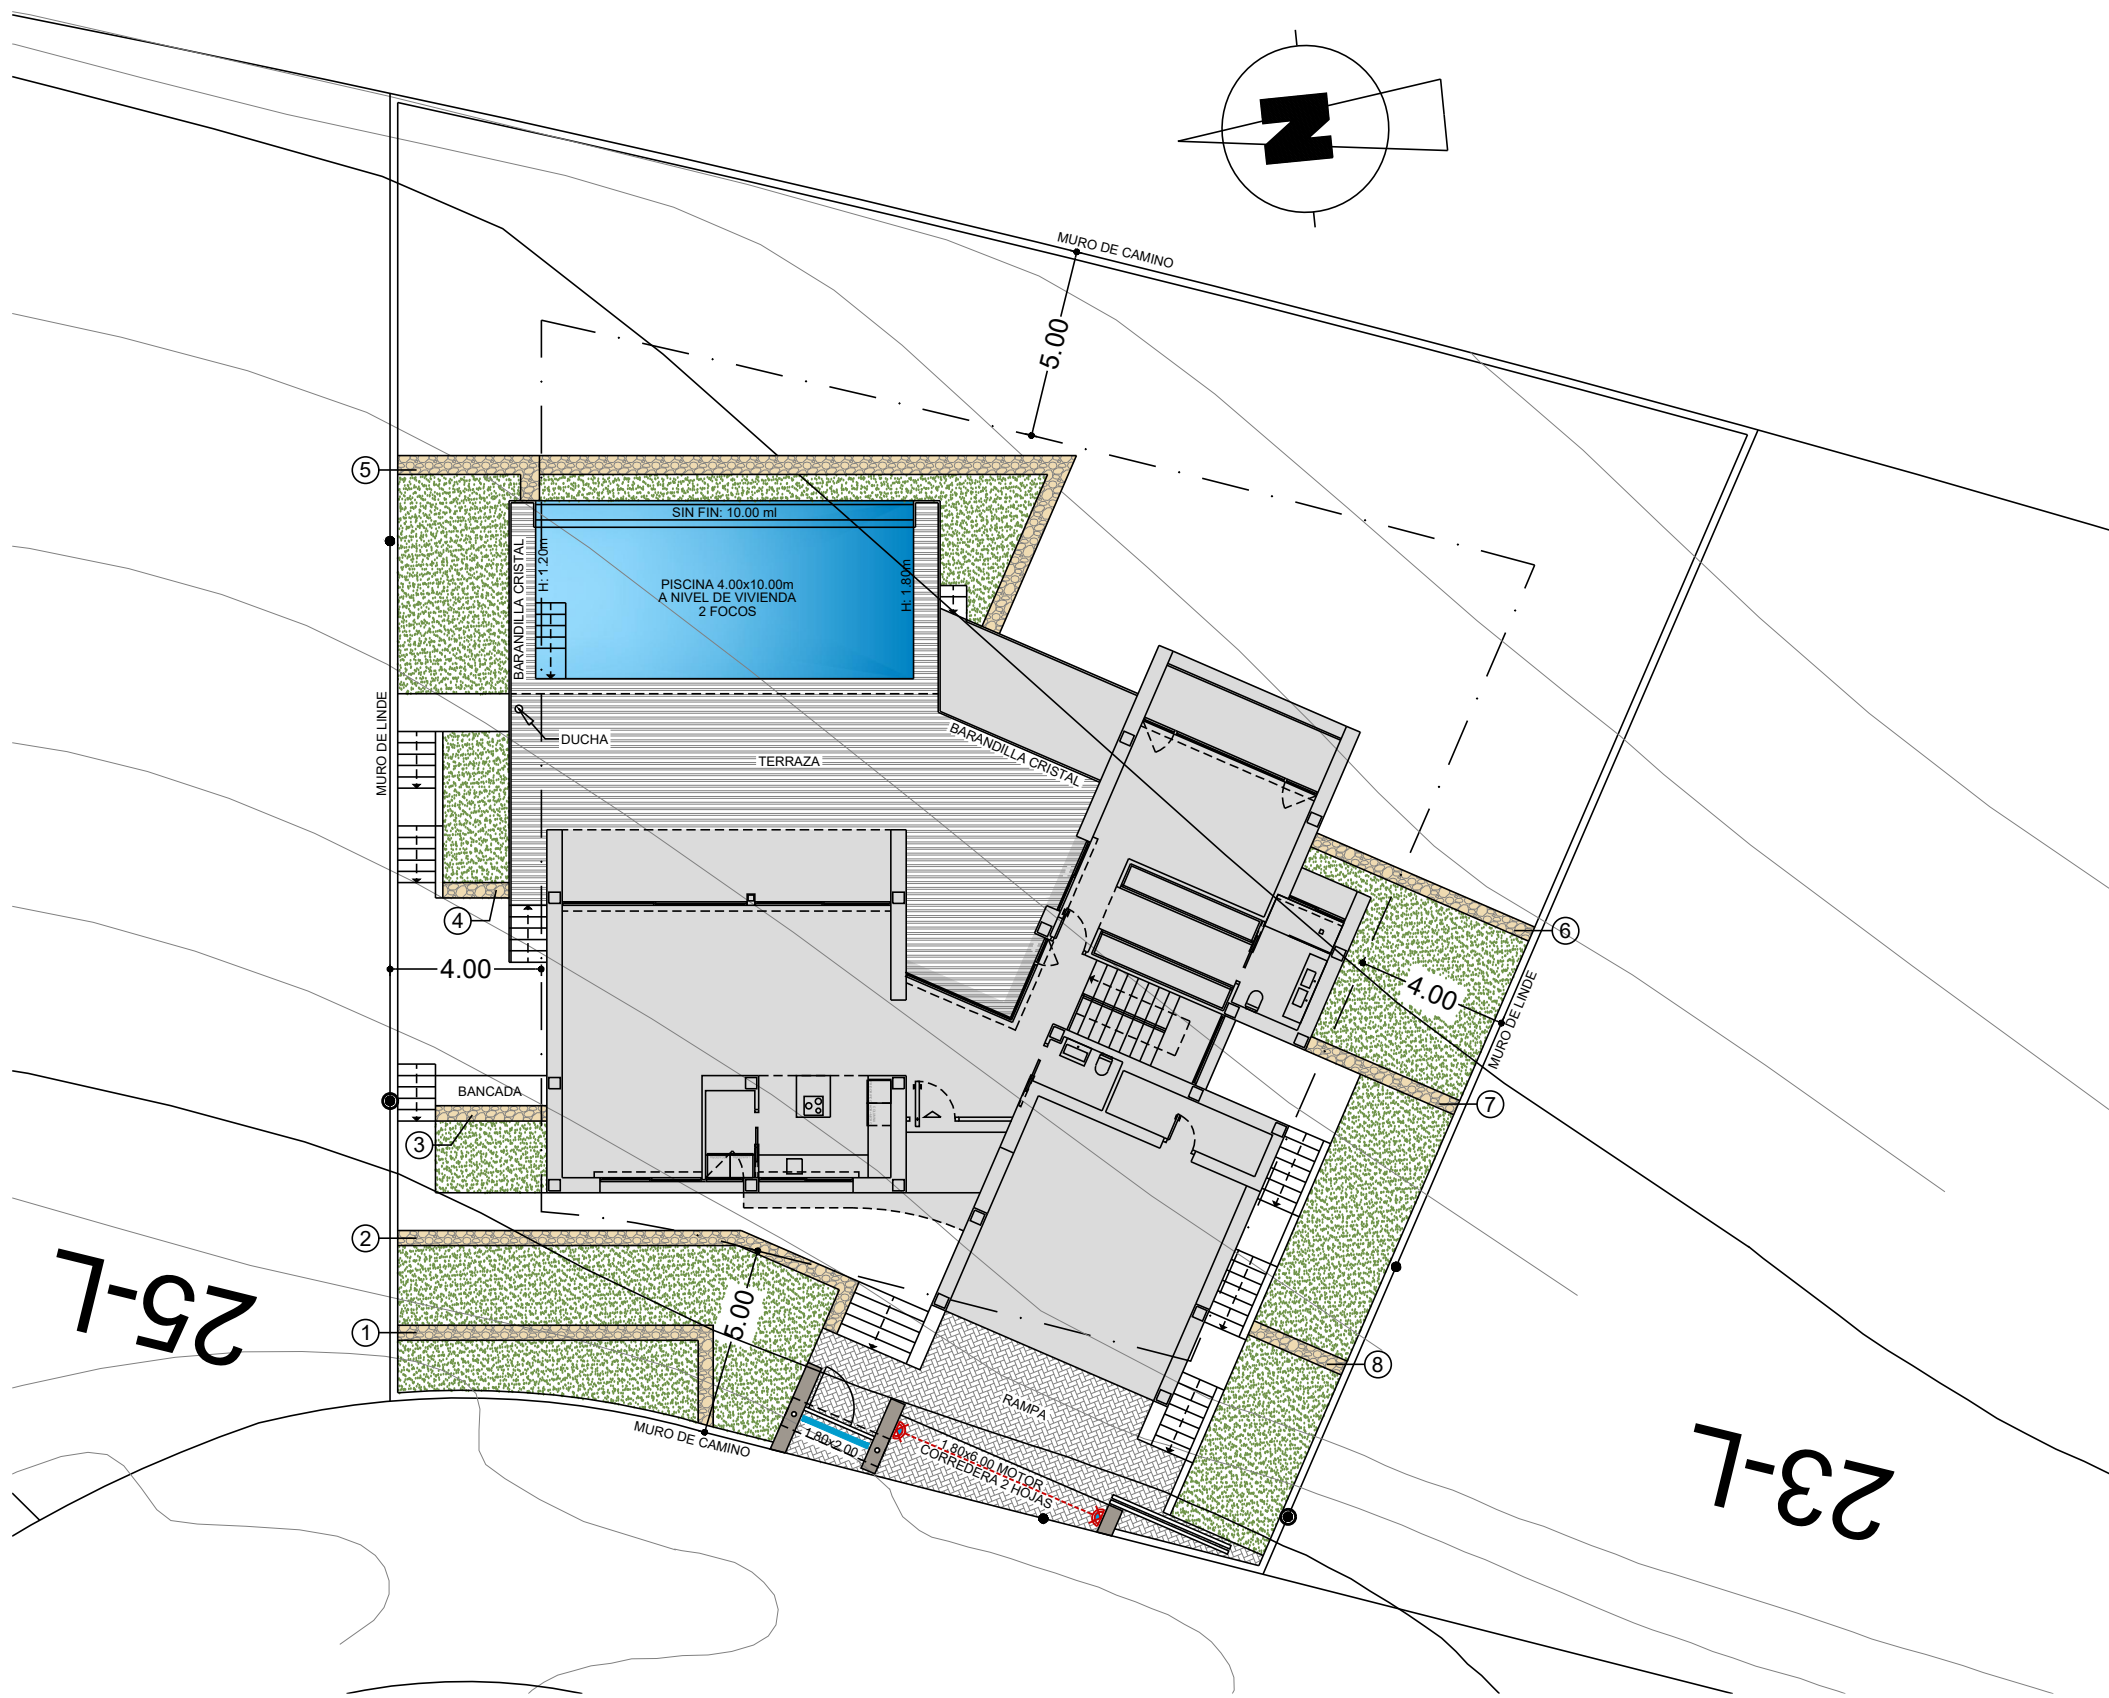 N
MURO DE CAMINO
5.00
5
SIN FIN: 10.00 ml
BARANDILLA CRISTAL
H: 1.20m
PISCINA 4.00x10.00m
A NIVEL DE VIVIENDA
2 FOCOS
H: 1.80m
MURO DE LINDE
DUCHA
TERRAZA
BARANDILLA CRISTAL
4
4.00
6
4.00
MURO DE LINDE
BANCADA
3
7
2
25-L
5.00
1
8
RAMPA
MURO DE CAMINO
1.80x2.00
1.80x6.00 MOTOR
CORREDERA 2 HOJAS
23-L